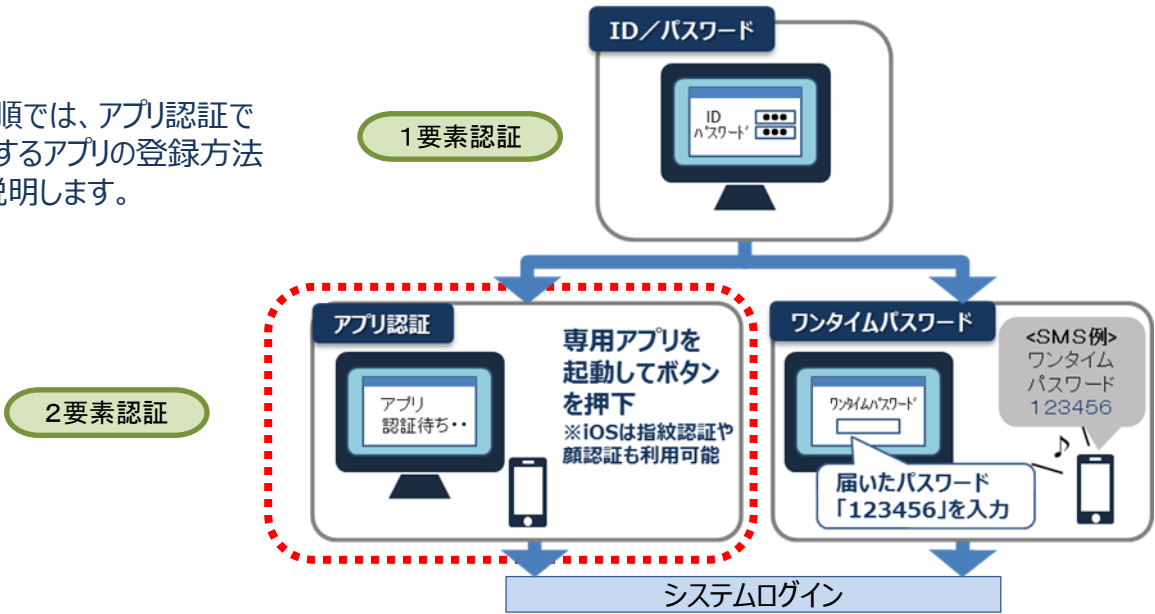 ID／パスワード
ID
パスワード
順では、アプリ認証で
するアプリの登録方法
説明します。
1要素認証
アプリ認証
アプリ
認証待ち・・
専用アプリを
起動してボタン
を押下
※iOSは指紋認証や
顔認証も利用可能
ワンタイムパスワード
ワンタイムパスワード
<SMS例>
ワンタイム
パスワード
123456
届いたパスワード
「123456」を入力
2要素認証
システムログイン